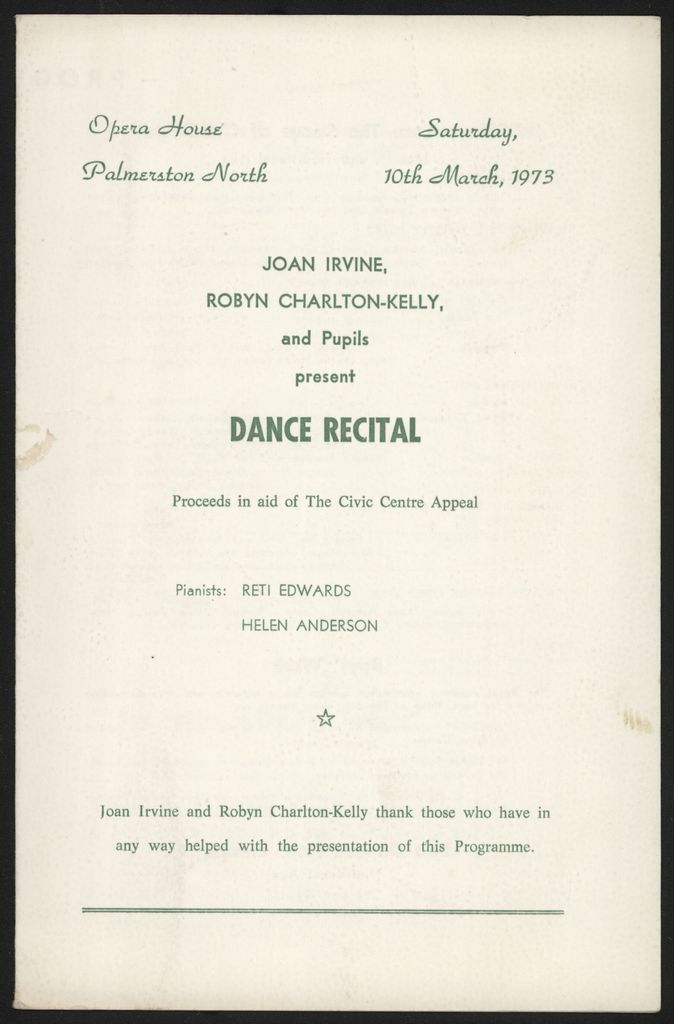 Opera House
Saturday,
Palmerston North
10th March, 1973
JOAN IRVINE,
ROBYN CHARLTON-KELLY,
and Pupils
present
DANCE RECITAL
Proceeds in aid of The Civic Centre Appeal
Pianists: RETI EDWARDS
HELEN ANDERSON
Joan Irvine and Robyn Charlton-Kelly thank those who have in
any way helped with the presentation of this Programme.